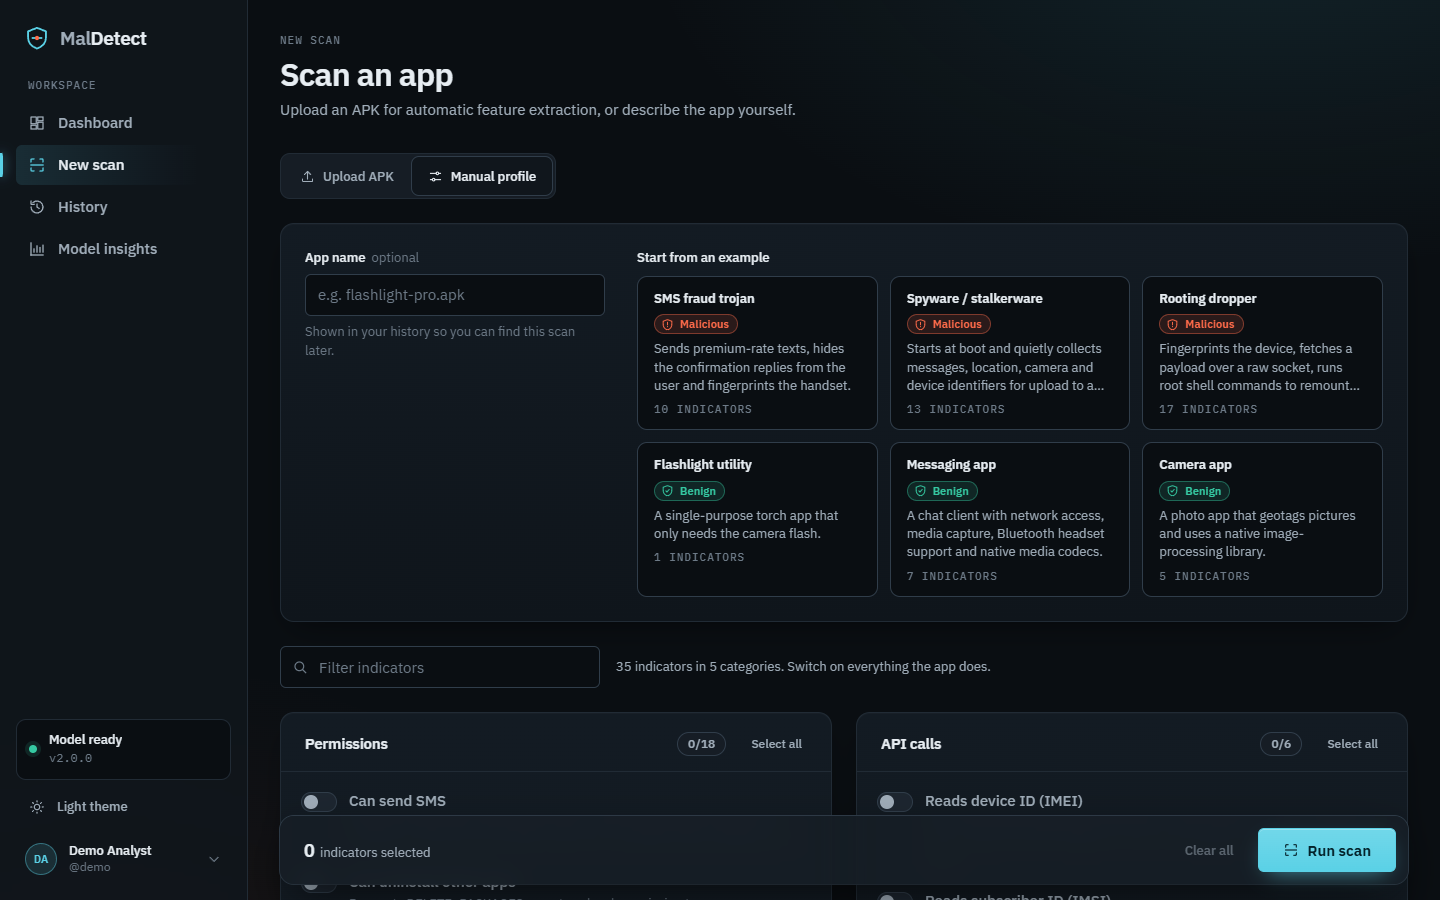 MalDetect
WORKSPACE
Dashboard
New scan
History
Model insights
Model ready
v2.0.0
Light theme
DA
Demo Analyst
@demo
NEW SCAN
Scan an app
Upload an APK for automatic feature extraction, or describe the app yourself.
Upload APK
Manual profile
App name optional
e.g. flashlight-pro.apk
Shown in your history so you can find this scan
later.
Start from an example
SMS fraud trojan
Malicious
Sends premium-rate texts, hides
the confirmation replies from the
user and fingerprints the handset.
10 INDICATORS
Spyware / stalkerware
Malicious
Starts at boot and quietly collects
messages, location, camera and
device identifiers for upload to a...
13 INDICATORS
Rooting dropper
Malicious
Fingerprints the device, fetches a
payload over a raw socket, runs
root shell commands to remount...
17 INDICATORS
Flashlight utility
Benign
A single-purpose torch app that
only needs the camera flash.
1 INDICATORS
Messaging app
Benign
A chat client with network access,
media capture, Bluetooth headset
support and native media codecs.
7 INDICATORS
Camera app
Benign
A photo app that geotags pictures
and uses a native image-
processing library.
5 INDICATORS
Filter indicators
35 indicators in 5 categories. Switch on everything the app does.
Permissions
0/18
Select all
Can send SMS
API calls
0/6
Select all
Reads device ID (IMEI)
0 indicators selected
Clear all
Run scan
Can uninstall other apps
Reads subscriber ID (IMSI)